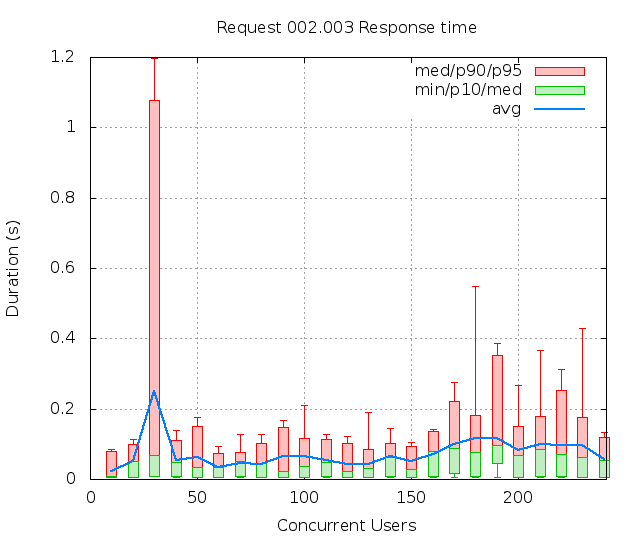 Request 002.003 Response time
med/p90/p95
min/p10/med
avg
Duration (s)
1.2
1
0.8
0.6
0.4
0.2
0
0 50 100 150 200
Concurrent Users